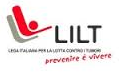 LILT
LEGA ITALIANA PER LA LOTTA CONTRO I TUMORI
prevenire è vivere